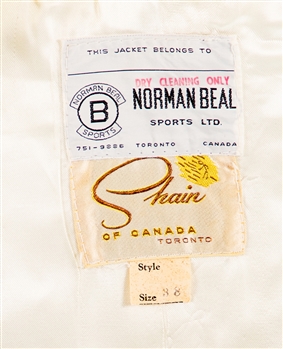 THIS JACKET BELONGS TO
DRY CLEANING ONLY
NORMAN BEAL
B
SPORTS
NORMAN BEAL
SPORTS LTD.
751-9886 TORONTO CANADA
Shain
OF CANADA
TORONTO
Style
Size 38